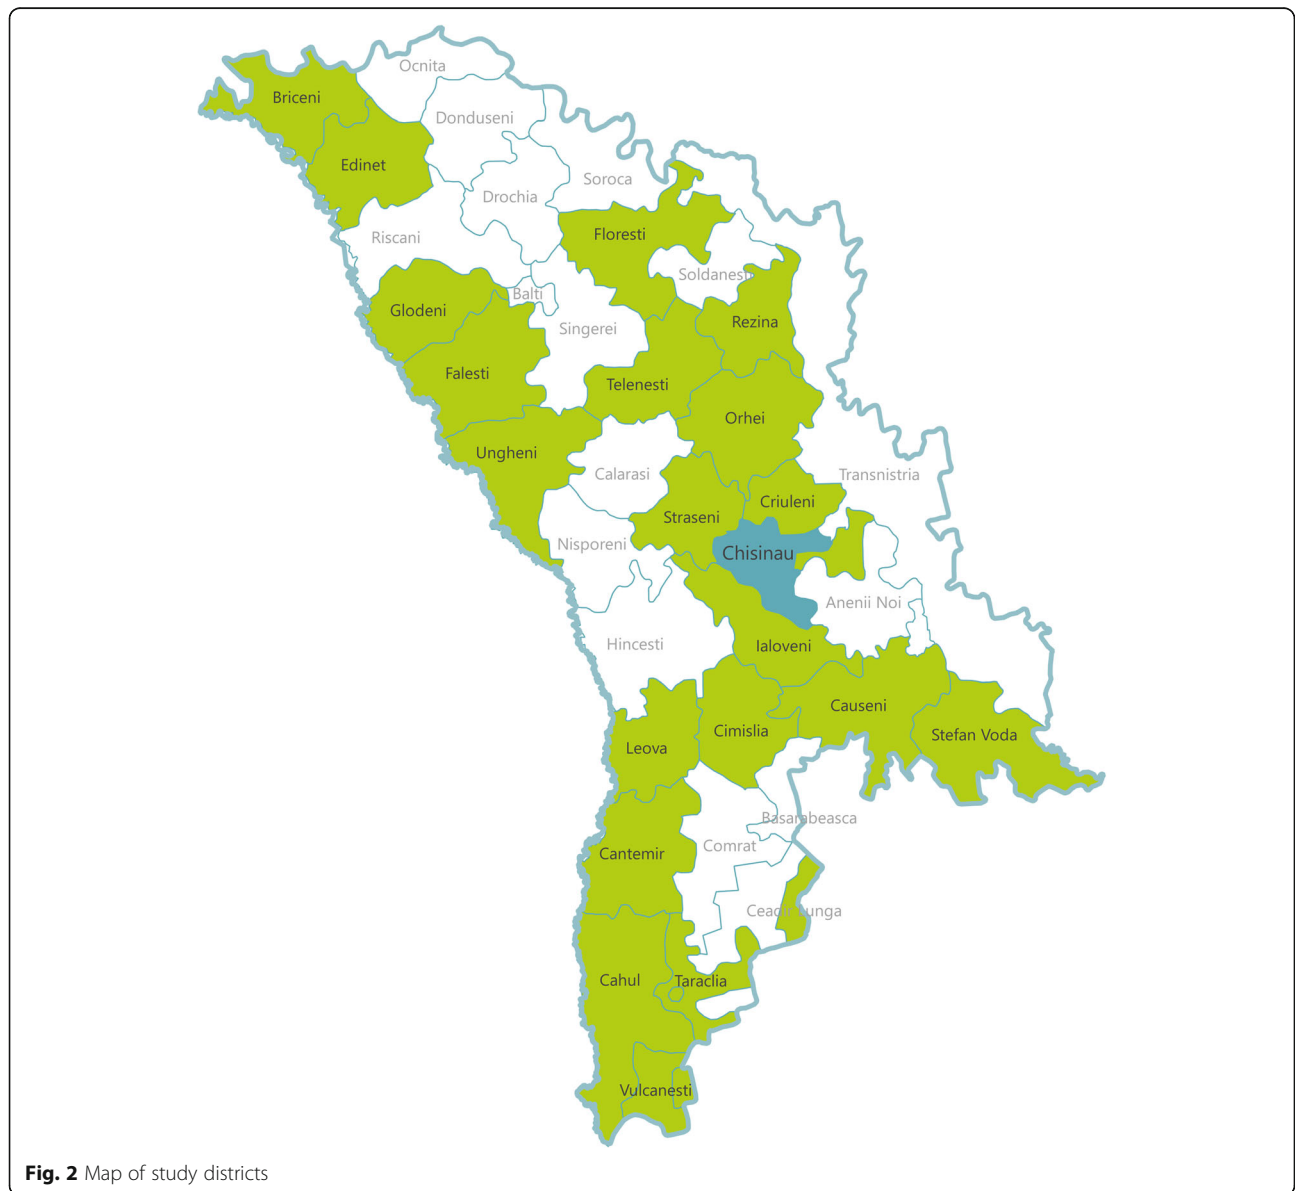 Ocnita
Briceni
Donduseni
Edinet
Soroca
Drochia
Floresti
Riscani
Soldanesti
Balti
Glodeni
Rezina
Singerei
Falesti
Telenesti
Orhei
Ungheni
Calarasi
Transnistria
Criuleni
Straseni
Nisporeni
Chisinau
Anenii Noi
Hincesti
Ialoveni
Causeni
Cimislia
Stefan Voda
Leova
Basarabeasca
Comrat
Cantemir
Ceadir Lunga
Cahul
Taraclia
Vulcanesti
Fig. 2 Map of study districts